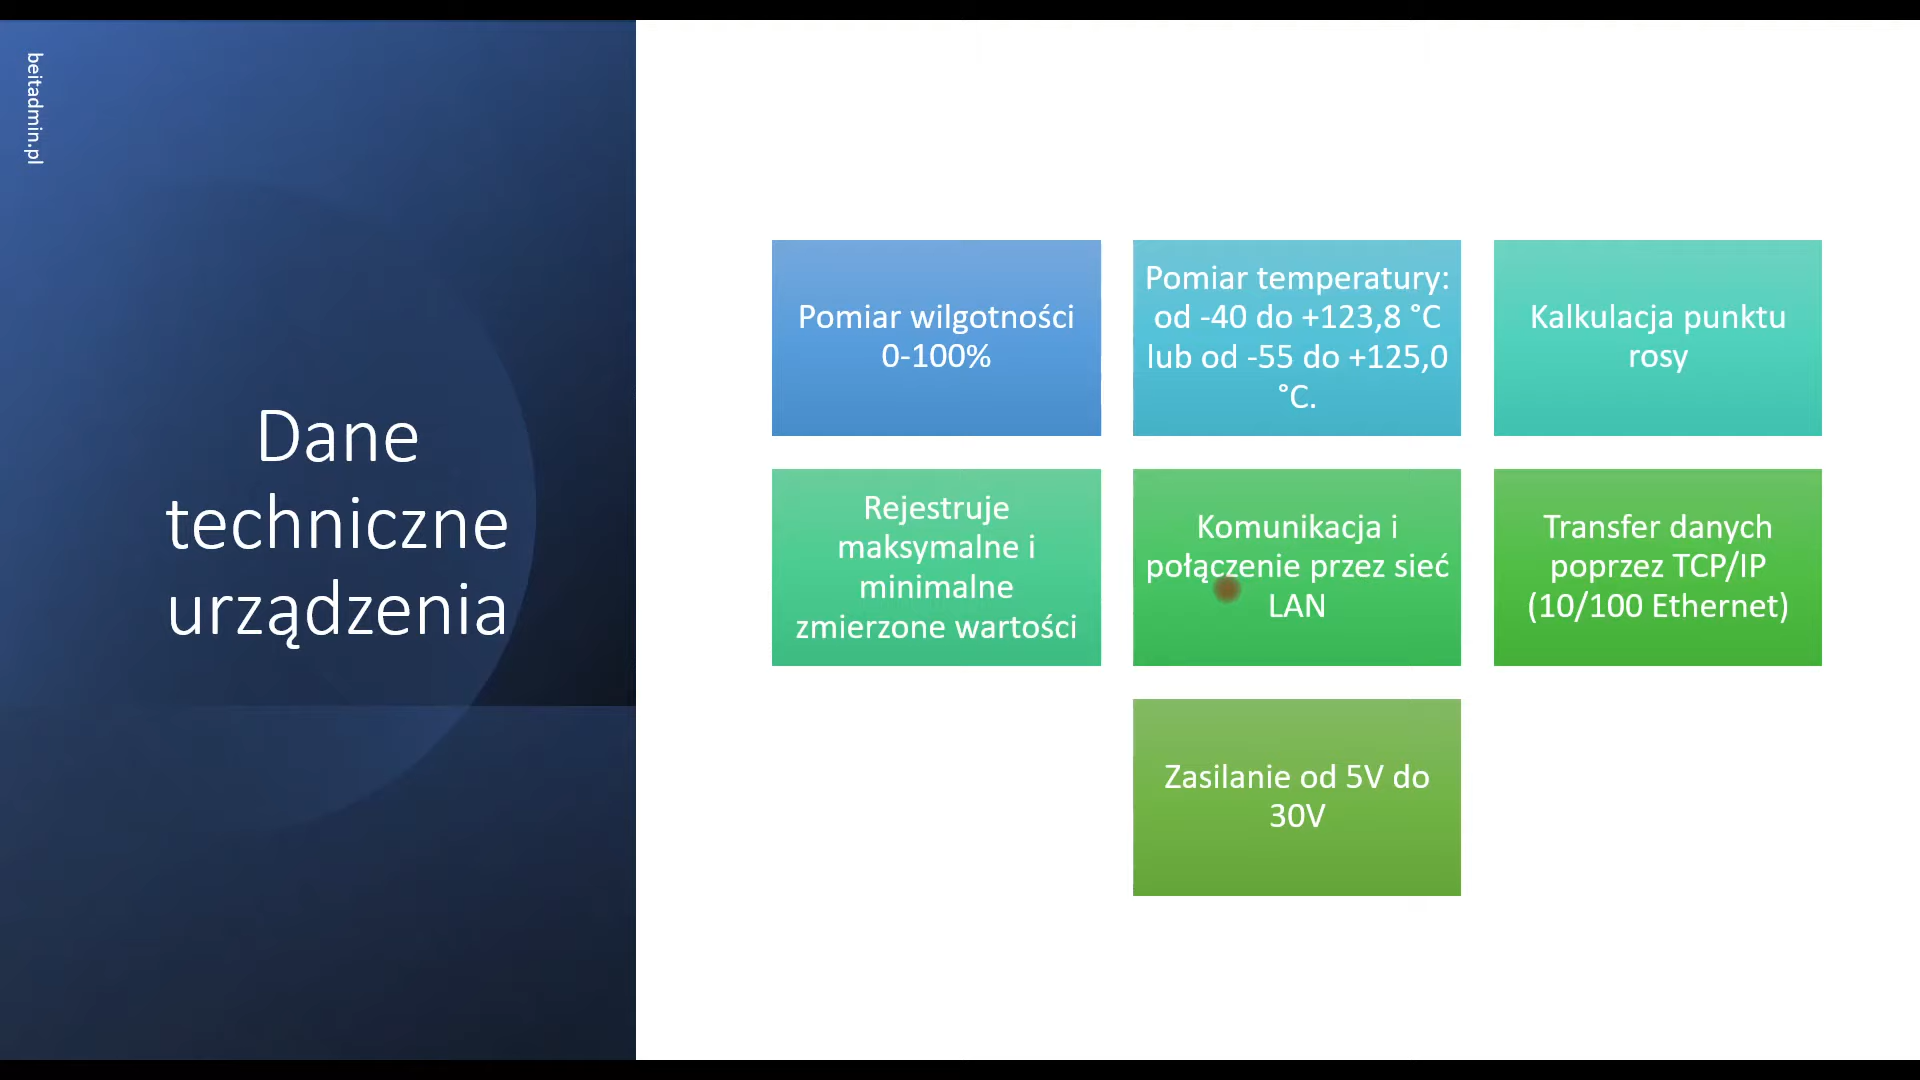 beitadmin.pl
Dane
techniczne
urządzenia
Pomiar wilgotności
0-100%
Pomiar temperatury:
od -40 do +123,8 °C
lub od -55 do +125,0
°C.
Kalkulacja punktu
rosy
Rejestruje
maksymalne i
minimalne
zmierzone wartości
Komunikacja i
połączenie przez sieć
LAN
Transfer danych
poprzez TCP/IP
(10/100 Ethernet)
Zasilanie od 5V do
30V